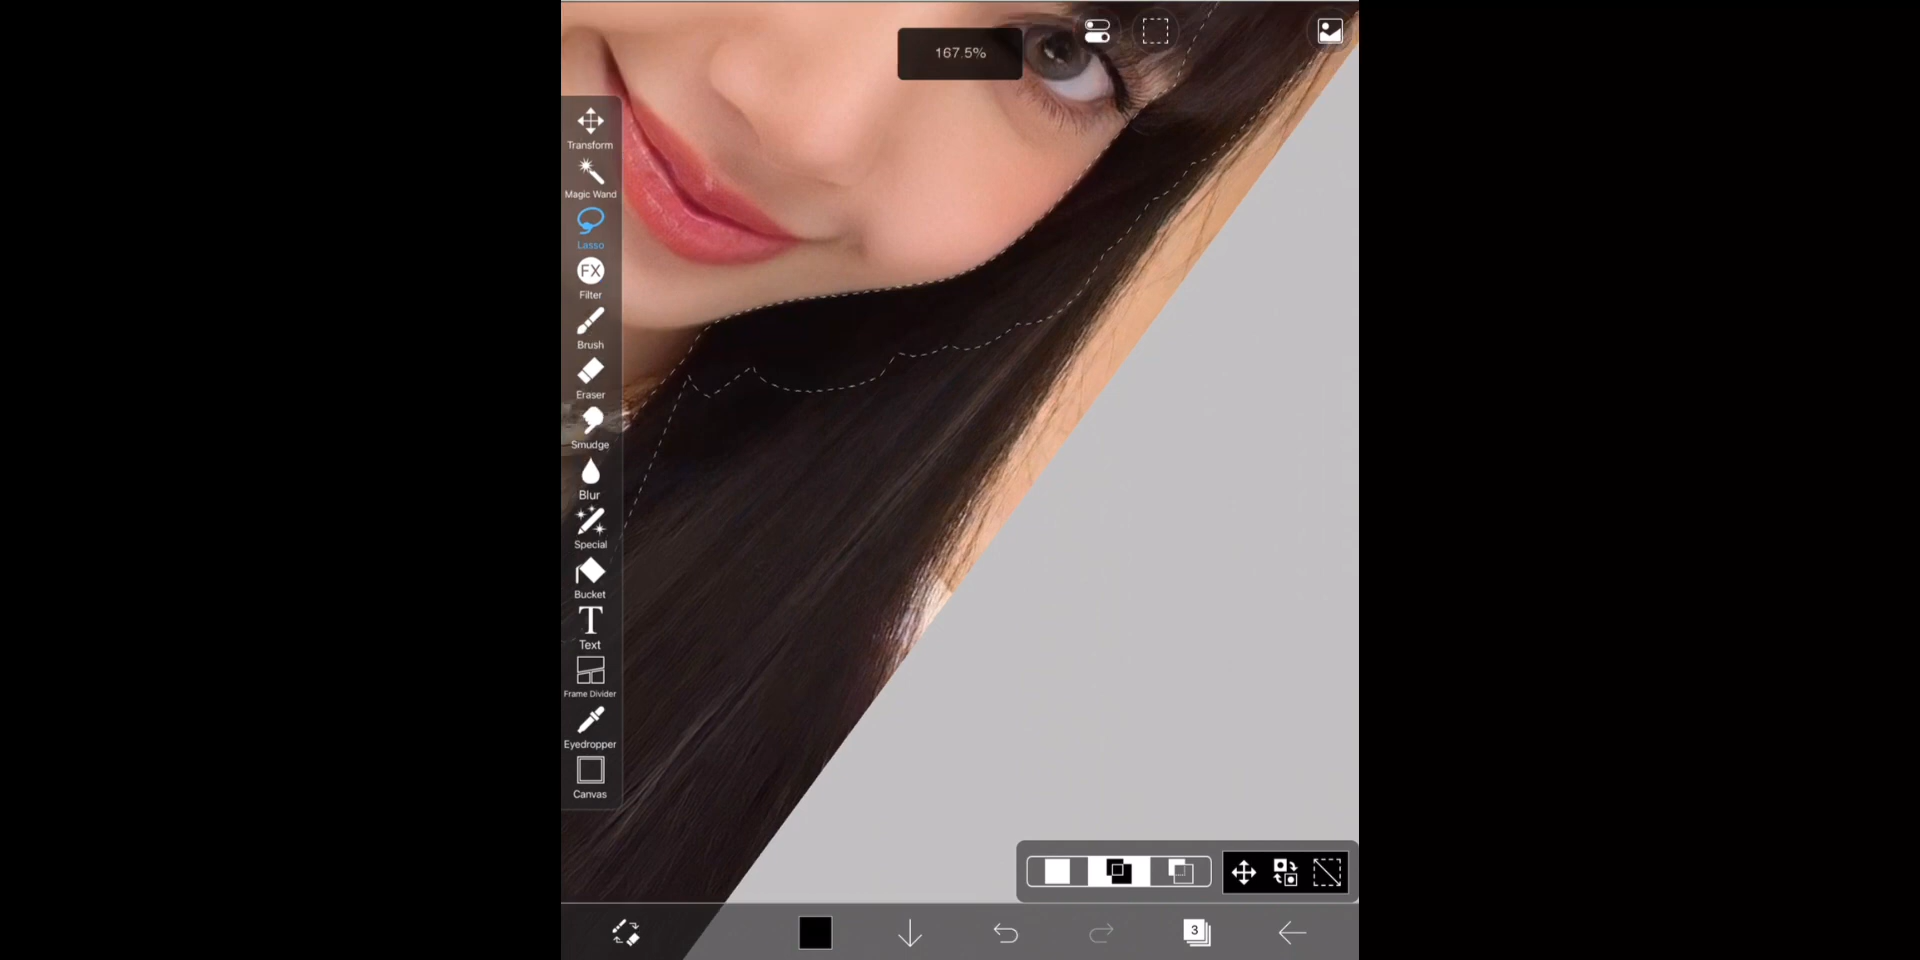 167.5%
Transform
Magic Wand
Lasso
FX
Filter
Brush
Eraser
Smudge
Blur
Special
Bucket
T
Text
Frame Divider
Eyedropper
Canvas
3